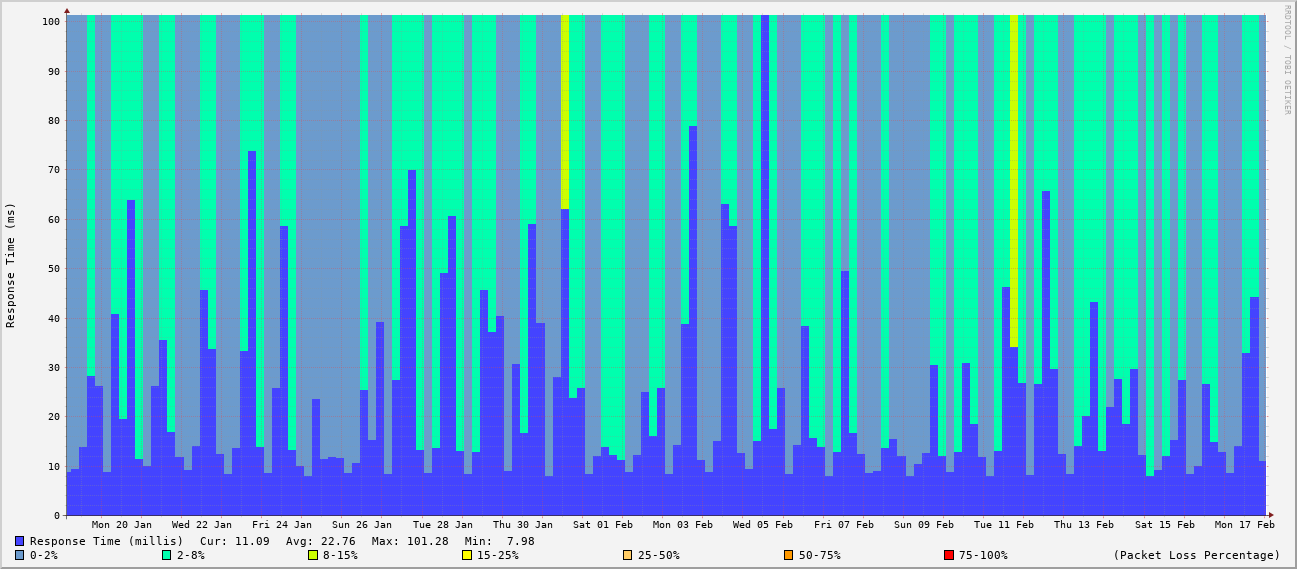 RRDTOOL / TOBI OETIKER
Response Time (ms)
100
90
80
70
60
50
40
30
20
10
0
Mon 20 Jan Wed 22 Jan Fri 24 Jan Sun 26 Jan Tue 28 Jan Thu 30 Jan Sat 01 Feb Mon 03 Feb Wed 05 Feb Fri 07 Feb Sun 09 Feb Tue 11 Feb Thu 13 Feb Sat 15 Feb Mon 17 Feb
Response Time (millis) Cur: 11.09 Avg: 22.76 Max: 101.28 Min: 7.98
0-2% 2-8% 8-15% 15-25% 25-50% 50-75% 75-100% (Packet Loss Percentage)